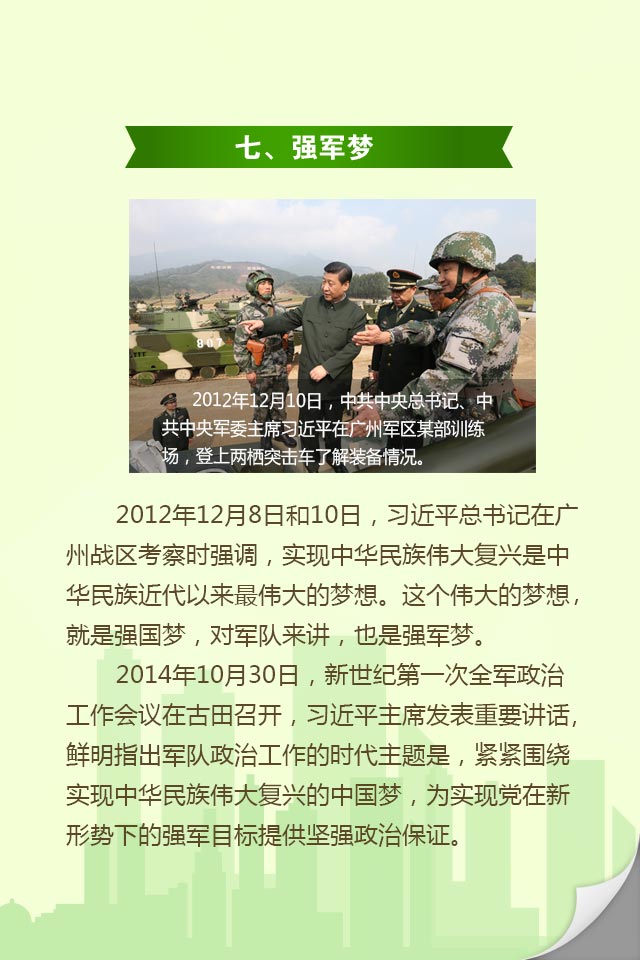 七、强军梦
807
2012年12月10日，中共中央总书记、中
共中央军委主席习近平在广州军区某部训练
场，登上两栖突击车了解装备情况。
2012年12月8日和10日，习近平总书记在广
州战区考察时强调，实现中华民族伟大复兴是中
华民族近代以来最伟大的梦想。这个伟大的梦想，
就是强国梦，对军队来讲，也是强军梦。
2014年10月30日，新世纪第一次全军政治
工作会议在古田召开，习近平主席发表重要讲话，
鲜明指出军队政治工作的时代主题是，紧紧围绕
实现中华民族伟大复兴的中国梦，为实现党在新
形势下的强军目标提供坚强政治保证。